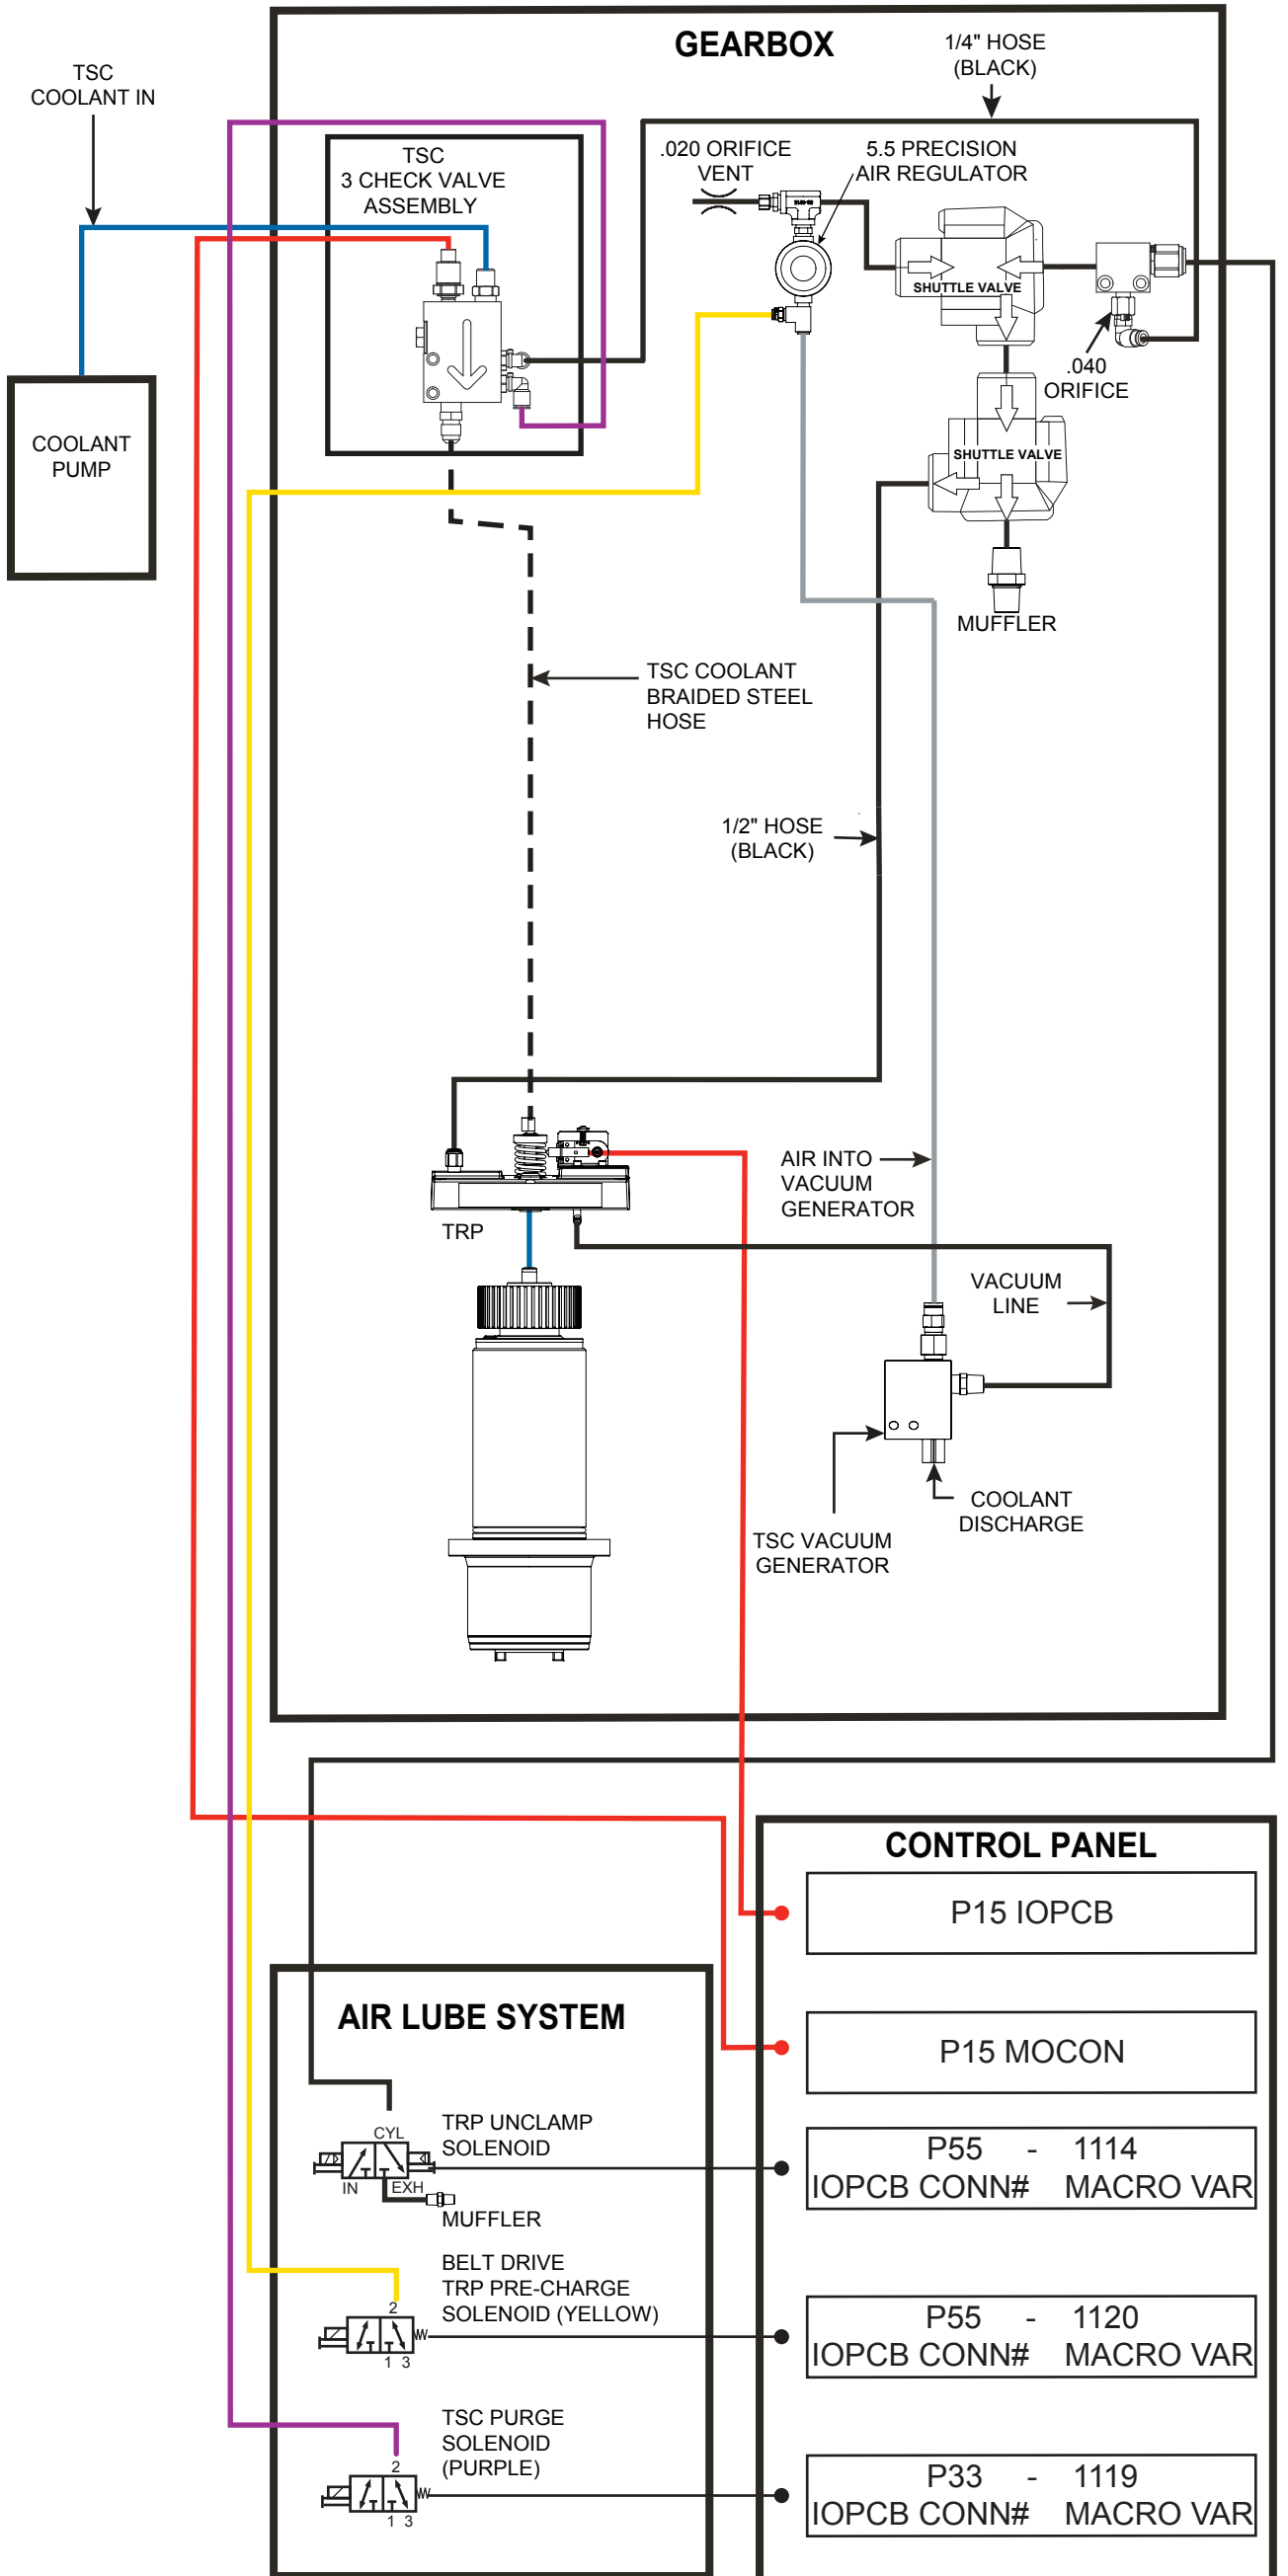 GEARBOX
1/4" HOSE
(BLACK)
TSC
COOLANT IN
TSC
3 CHECK VALVE
ASSEMBLY
.020 ORIFICE
VENT
5.5 PRECISION
AIR REGULATOR
SHUTTLE VALVE
.040
ORIFICE
COOLANT
PUMP
SHUTTLE VALVE
MUFFLER
TSC COOLANT
BRAIDED STEEL
HOSE
1/2" HOSE
(BLACK)
AIR INTO
VACUUM
GENERATOR
TRP
VACUUM
LINE
COOLANT
DISCHARGE
TSC VACUUM
GENERATOR
CONTROL PANEL
P15 IOPCB
AIR LUBE SYSTEM
P15 MOCON
TRP UNCLAMP
SOLENOID
CYL
IN
EXH
MUFFLER
P55 - 1114
IOPCB CONN# MACRO VAR
BELT DRIVE
TRP PRE-CHARGE
SOLENOID (YELLOW)
2
1 3
P55 - 1120
IOPCB CONN# MACRO VAR
TSC PURGE
SOLENOID
(PURPLE)
2
1 3
P33 - 1119
IOPCB CONN# MACRO VAR